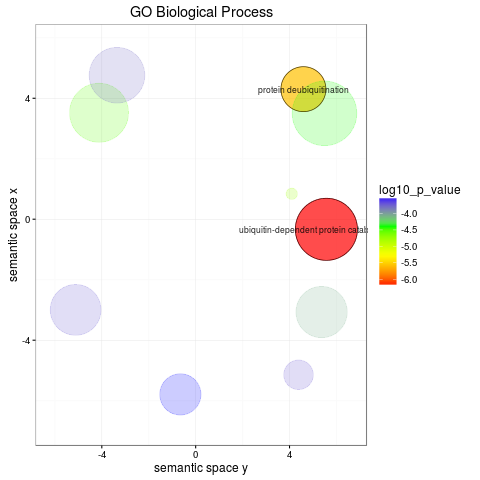 GO Biological Process
protein deubiquitination
ubiquitin-dependent protein catab
semantic space x
4
0
-4
-4
0
4
semantic space y
log10_p_value
-4.0
-4.5
-5.0
-5.5
-6.0